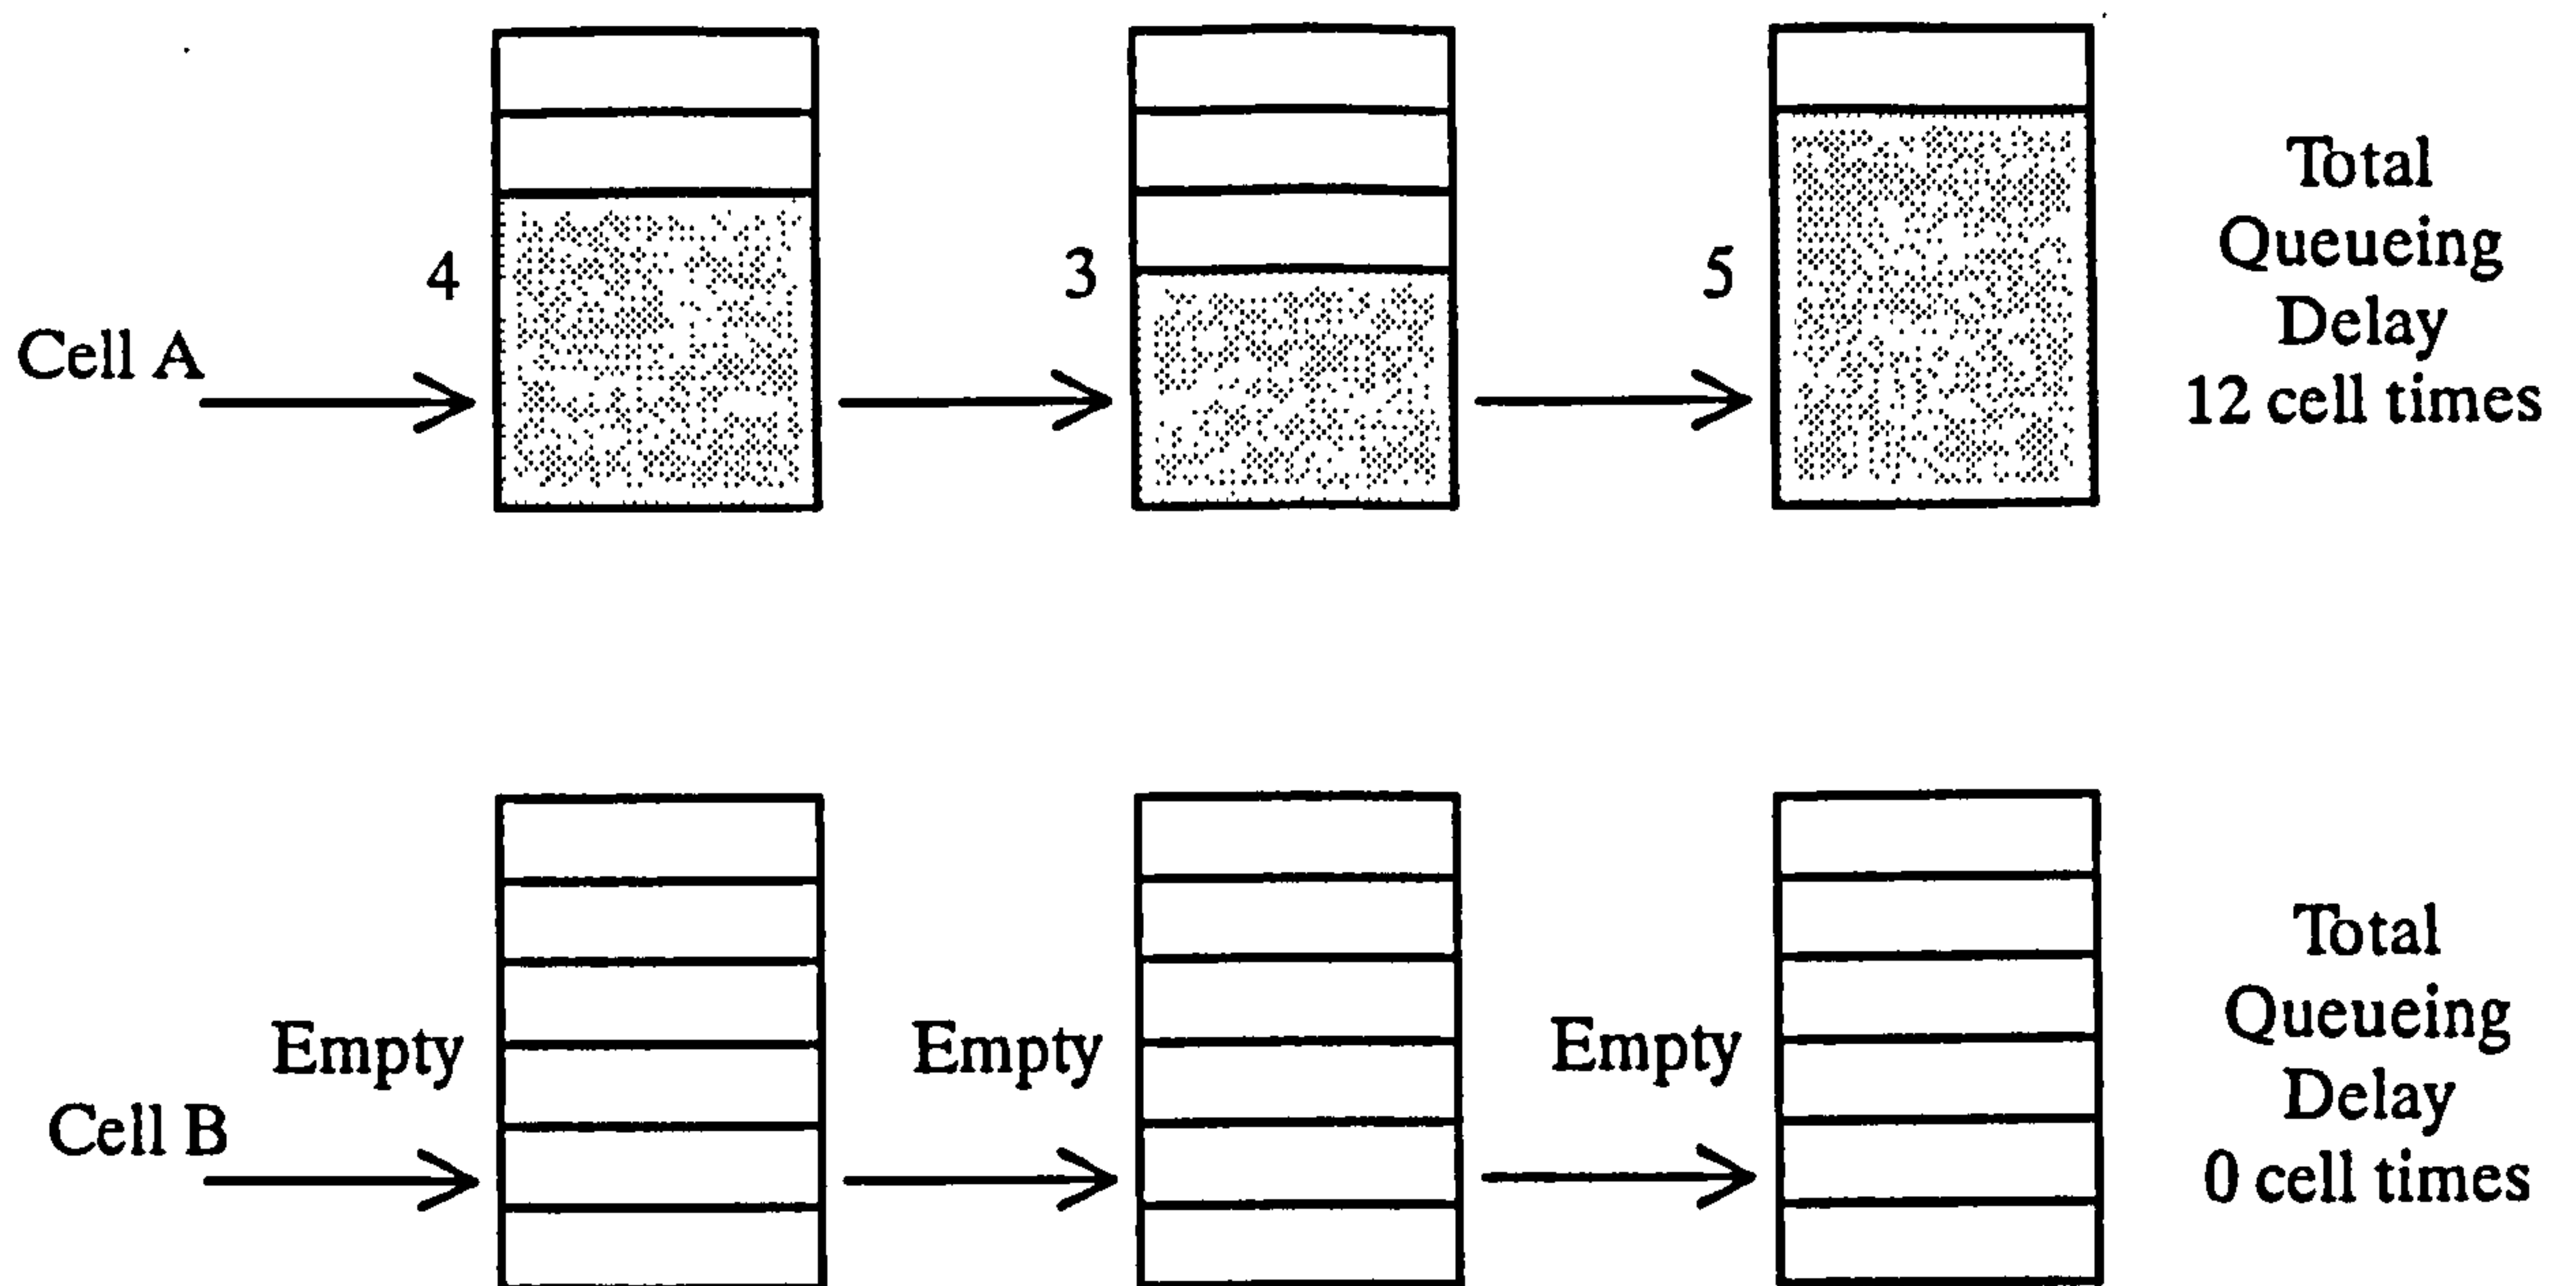 4
3
5
Cell A
Total
Queueing
Delay
12 cell times
Empty
Empty
Empty
Cell B
Total
Queueing
Delay
0 cell times